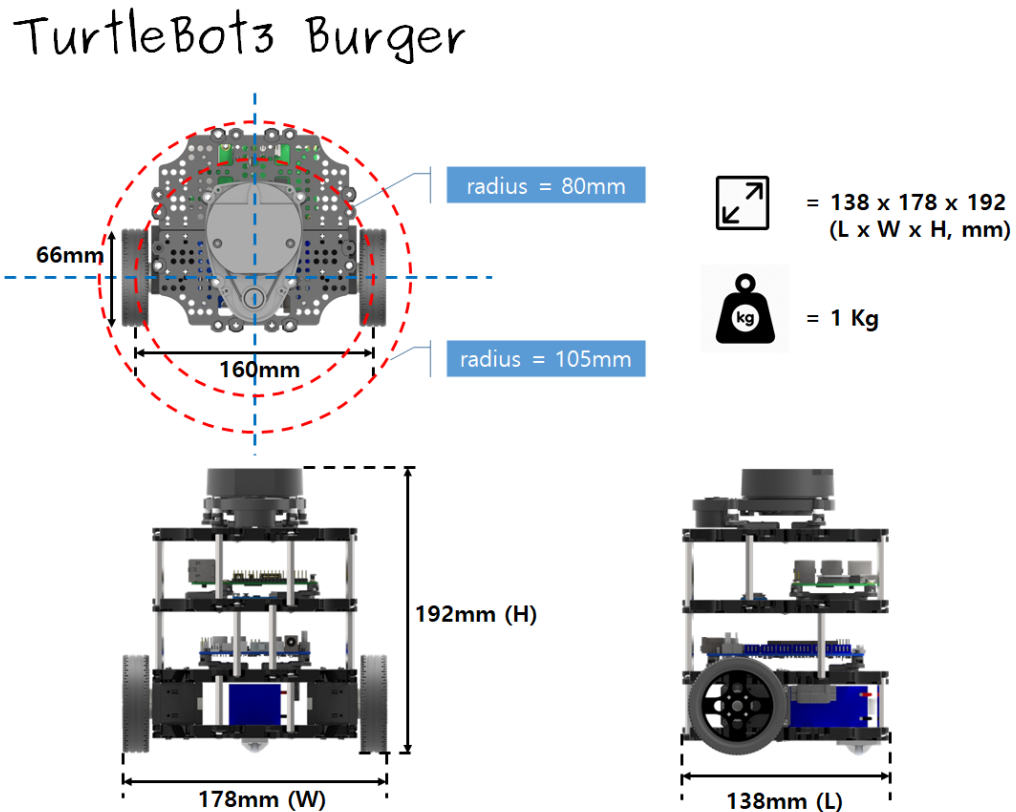 TurtleBot3 Burger
radius = 80mm
= 138 x 178 x 192
(L x W x H, mm)
66mm
kg
= 1 Kg
radius = 105mm
160mm
192mm (H)
178mm (W)
138mm (L)